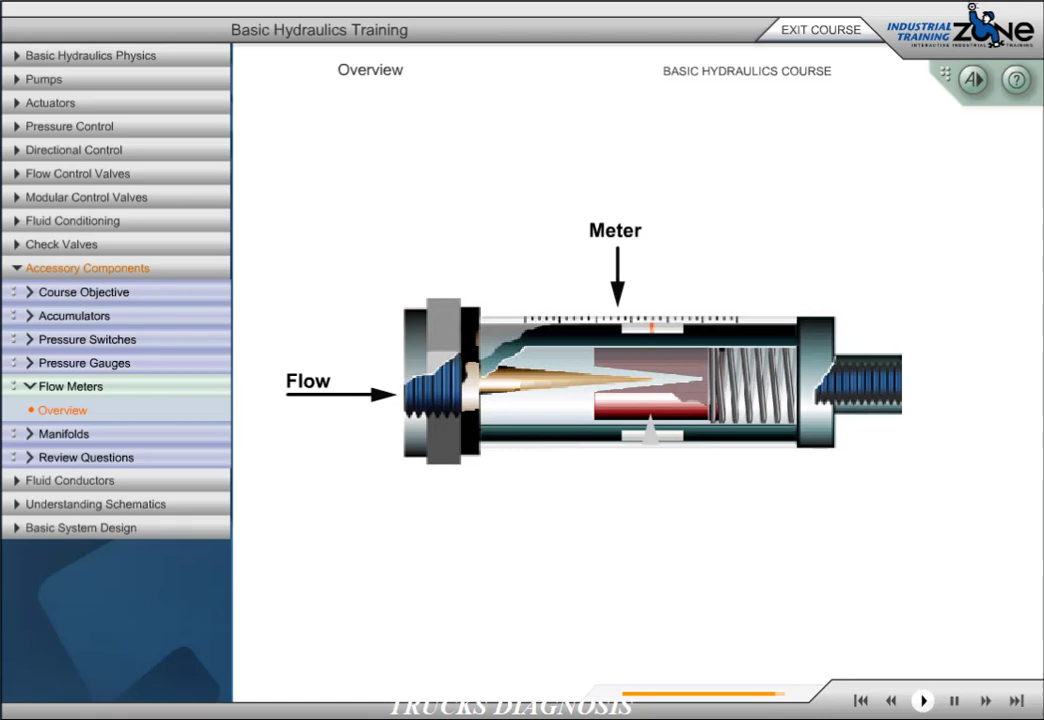 Basic Hydraulics Training
EXIT COURSE
INDUSTRIAL
TRAINING
ZONE
INTERACTIVE INDUSTRIAL TRAINING
Basic Hydraulics Physics
Pumps
Actuators
Pressure Control
Directional Control
Flow Control Valves
Modular Control Valves
Fluid Conditioning
Check Valves
Accessory Components
Course Objective
Accumulators
Pressure Switches
Pressure Gauges
Flow Meters
Overview
Manifolds
Review Questions
Fluid Conductors
Understanding Schematics
Basic System Design
Overview
BASIC HYDRAULICS COURSE
A
?
Meter
Flow
TRUCKS DIAGNOSIS